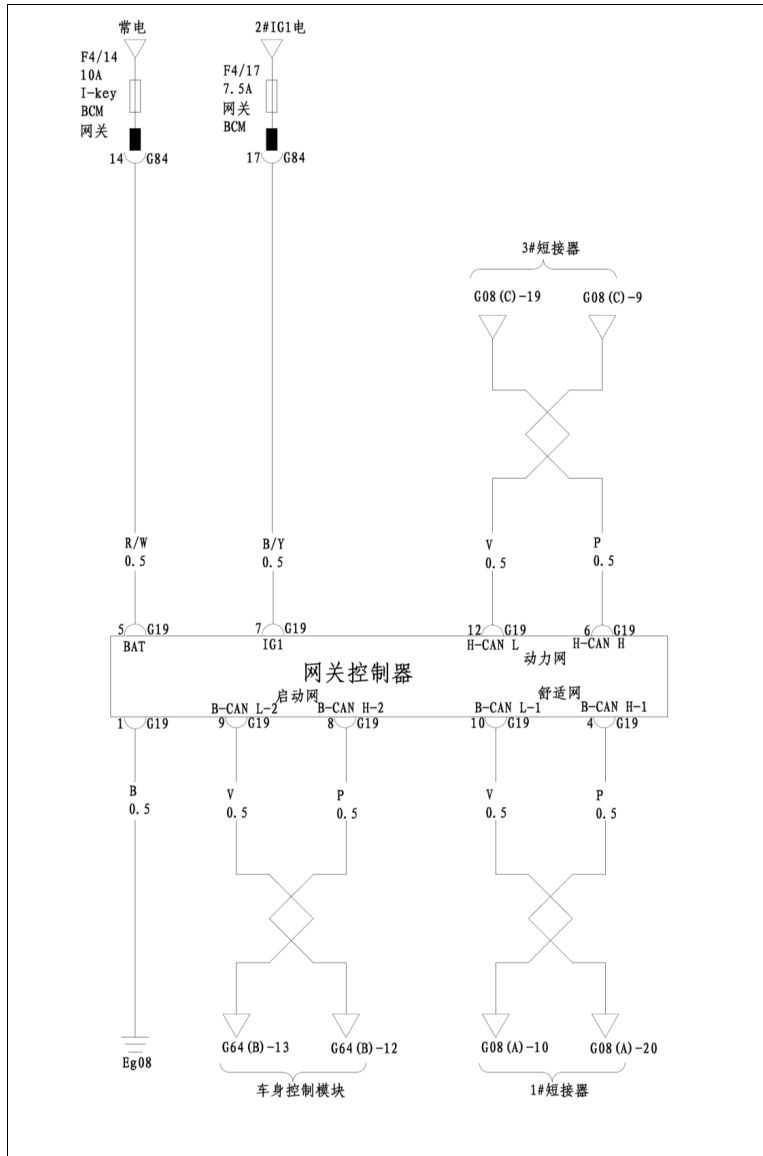 常电
2#IG1电
F4/14
10A
I-key
BCM
网关
F4/17
7.5A
网关
BCM
14 G84
17 G84
3#短接器
G08(C)-19 G08(C)-9
R/W
0.5
B/Y
0.5
V
0.5
P
0.5
5 G19
7 G19
12 G19
6 G19
BAT
IG1
H-CAN L
H-CAN H
动力网
网关控制器
启动网
舒适网
B-CAN L-2
B-CAN H-2
B-CAN L-1
B-CAN H-1
1 G19
9 G19
8 G19
10 G19
4 G19
B
0.5
V
0.5
P
0.5
V
0.5
P
0.5
Eg08
G64(B)-13 G64(B)-12
G08(A)-10 G08(A)-20
车身控制模块
1#短接器